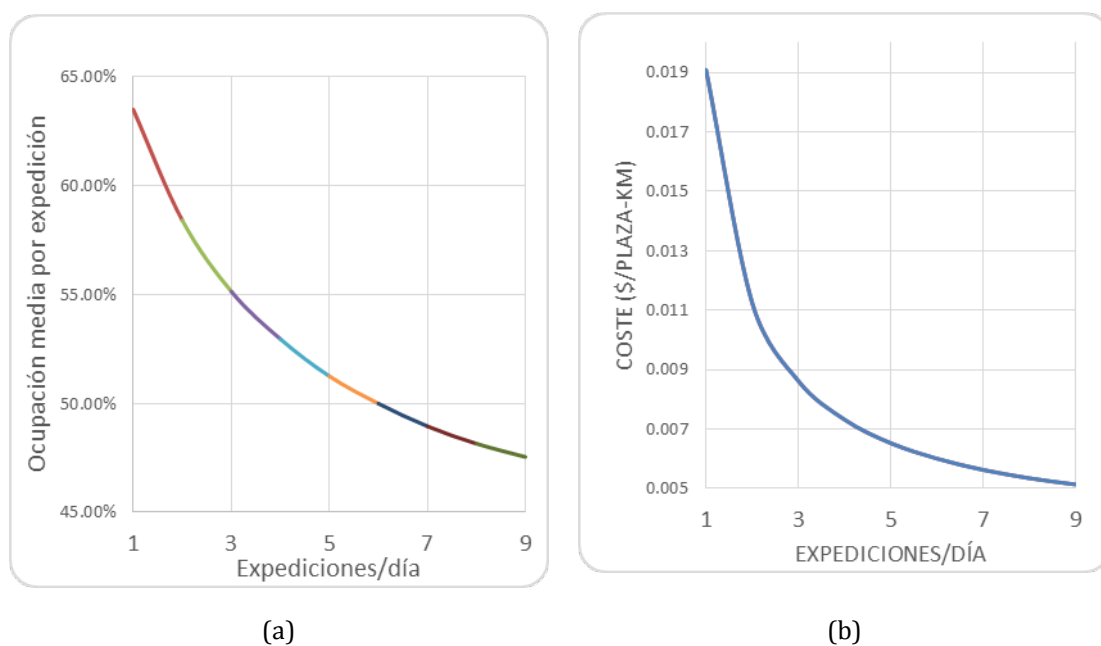 Ocupación media por expedición
65.00%
60.00%
55.00%
50.00%
45.00%
1 3 5 7 9
Expediciones/día
(a)
COSTE ($/PLAZA-KM)
0.019
0.017
0.015
0.013
0.011
0.009
0.007
0.005
1 3 5 7 9
EXPEDICIONES/DÍA
(b)